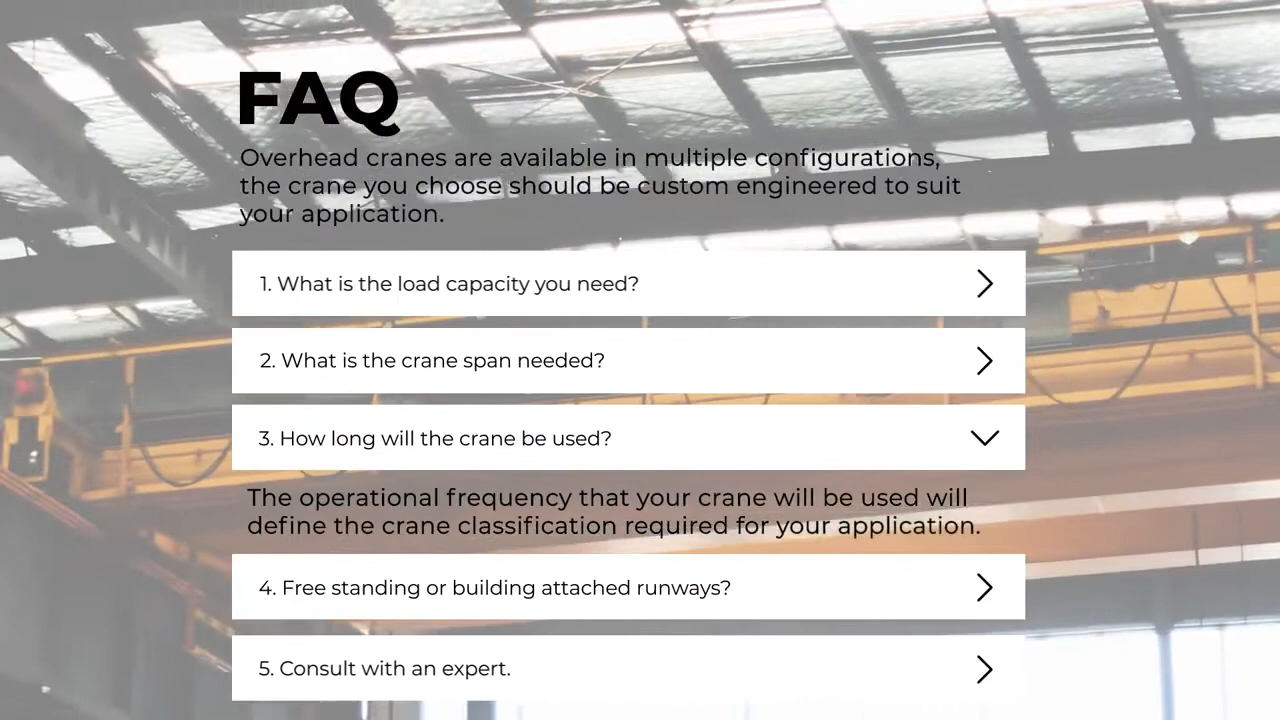 FAQ
Overhead cranes are available in multiple configurations,
the crane you choose should be custom engineered to suit
your application.
1. What is the load capacity you need?
2. What is the crane span needed?
3. How long will the crane be used?
The operational frequency that your crane will be used will
define the crane classification required for your application.
4. Free standing or building attached runways?
5. Consult with an expert.